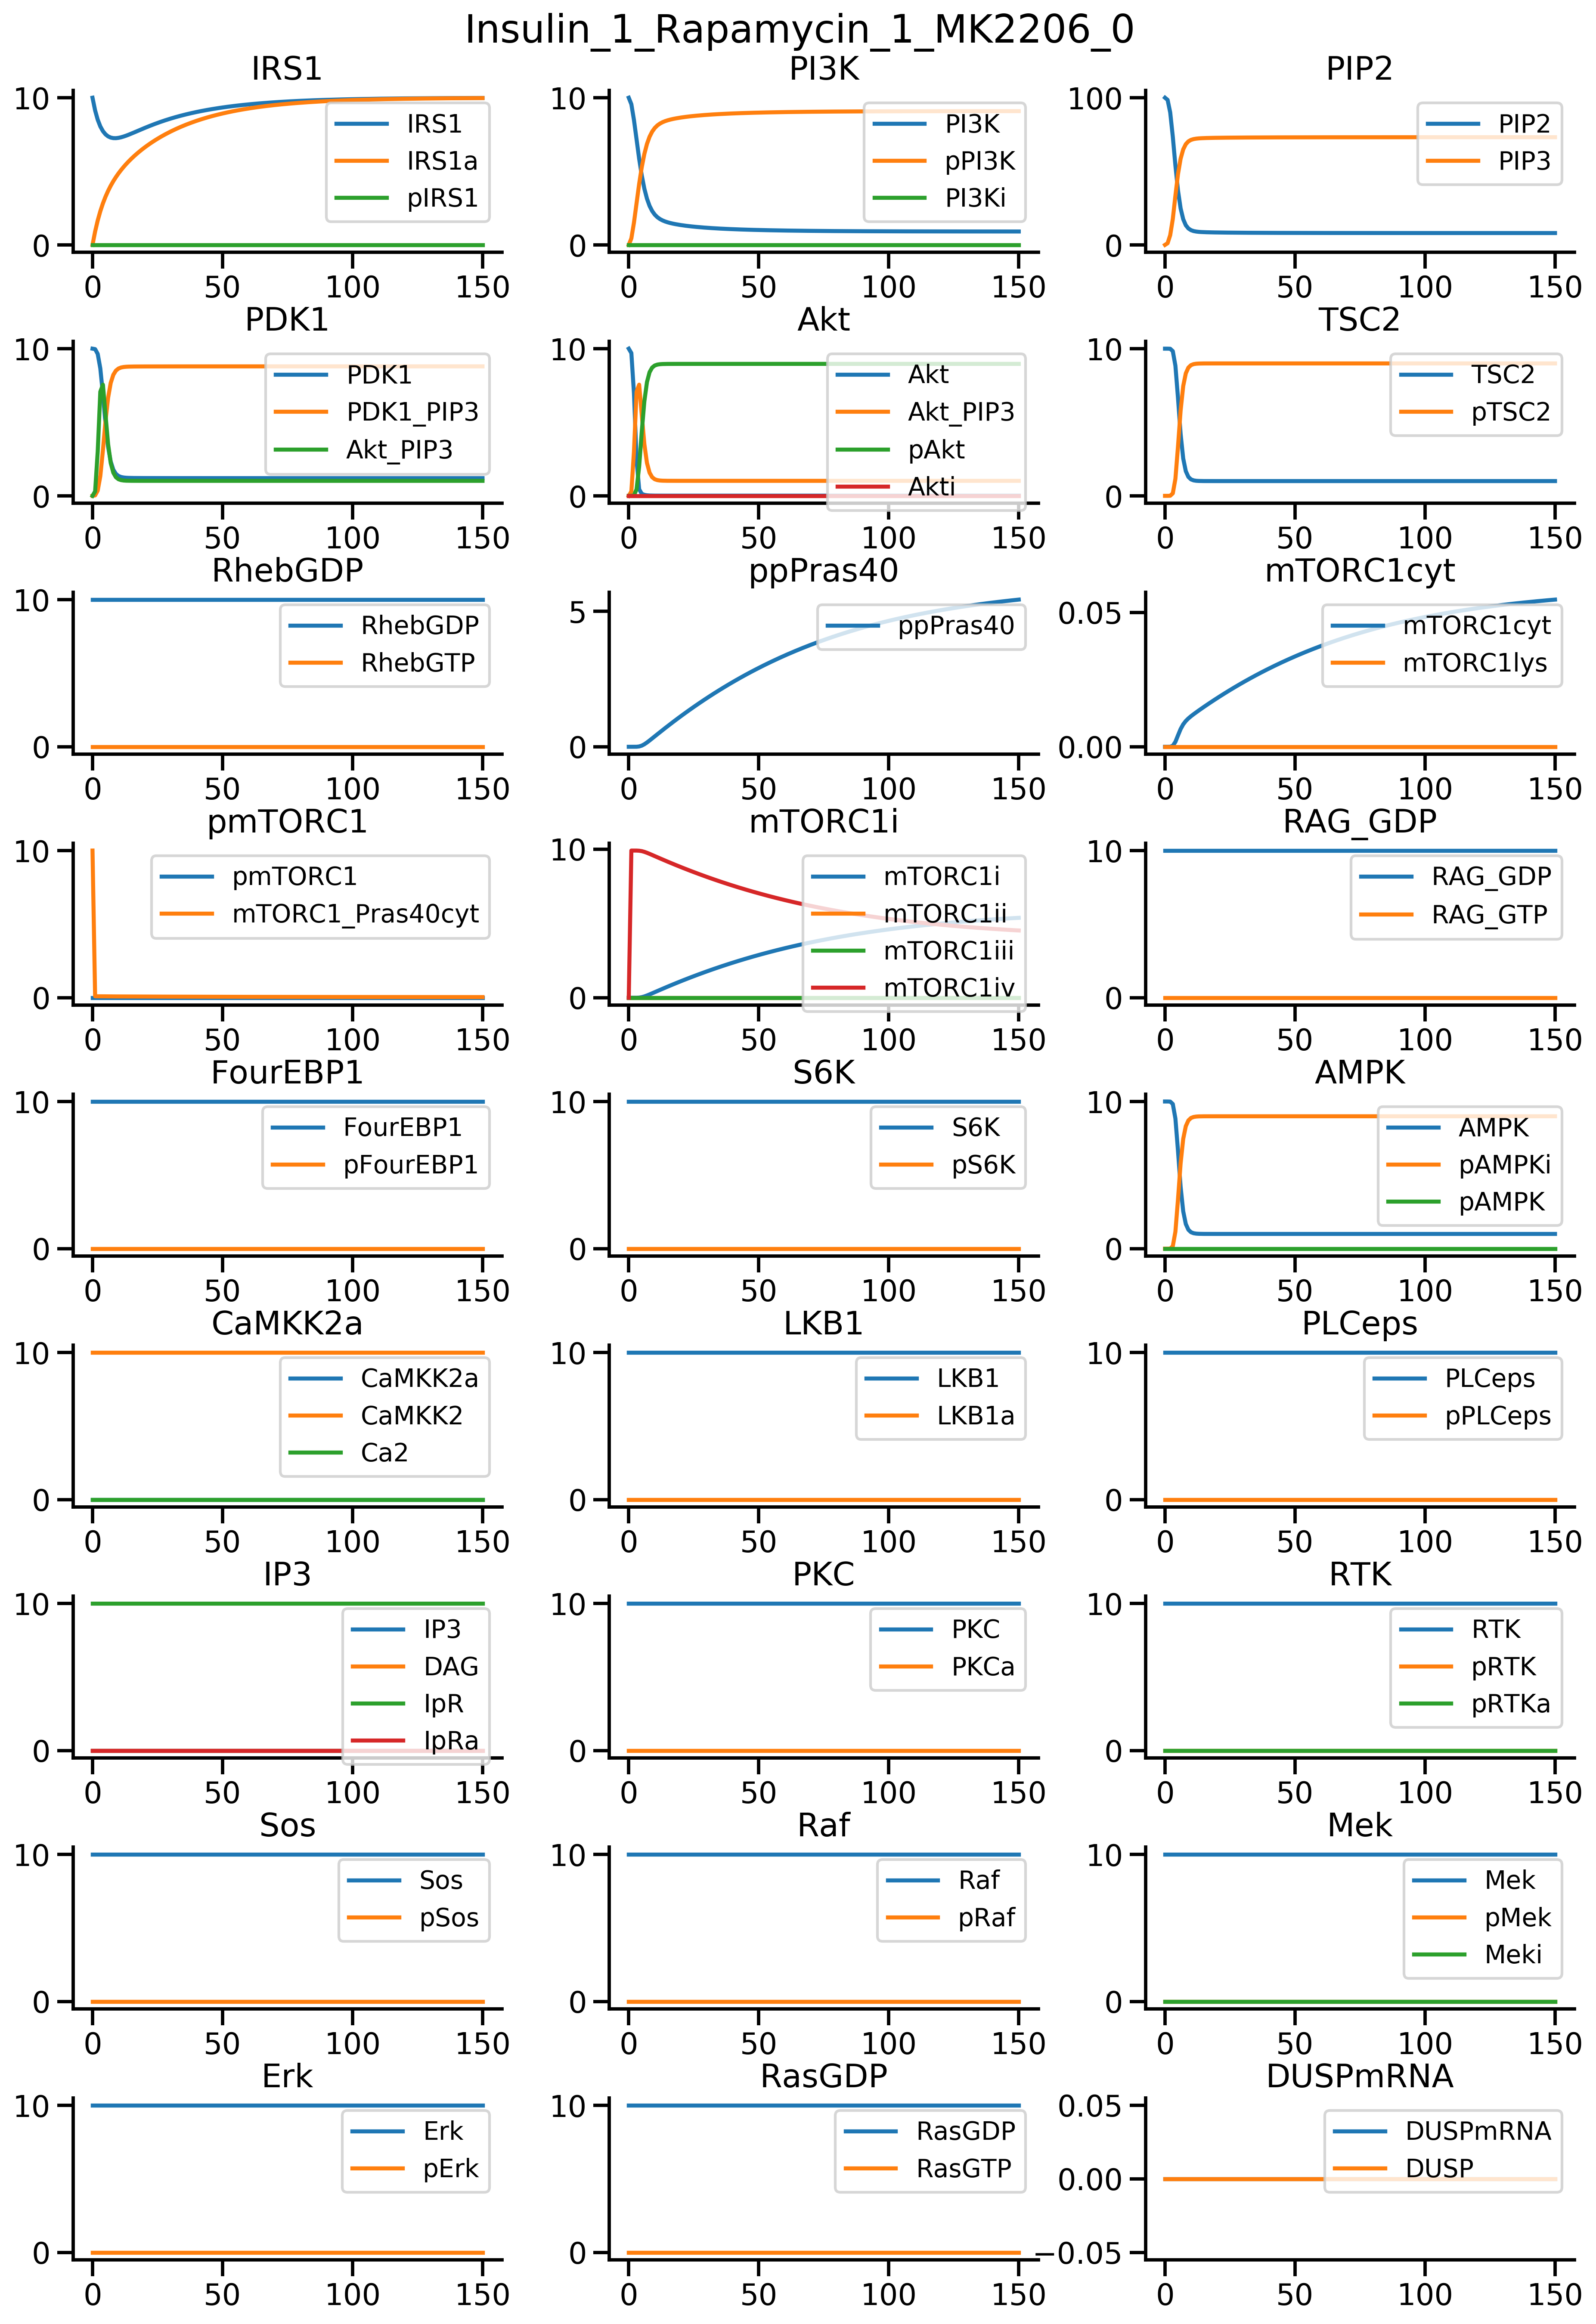 Insulin_1_Rapamycin_1_MK2206_0
IRS1
PI3K
PIP2
10
0
IRS1
IRS1a
pIRS1
0 50 100 150
10
0
PI3K
pPI3K
PI3Ki
0 50 100 150
100
0
PIP2
PIP3
0 50 100 150
PDK1
Akt
TSC2
10
0
PDK1
PDK1_PIP3
Akt_PIP3
0 50 100 150
10
0
Akt
Akt_PIP3
pAkt
Akti
0 50 100 150
10
0
TSC2
pTSC2
0 50 100 150
RhebGDP
ppPras40
mTORC1cyt
10
0
RhebGDP
RhebGTP
0 50 100 150
5
0
ppPras40
0 50 100 150
0.05
0.00
mTORC1cyt
mTORC1lys
0 50 100 150
pmTORC1
mTORC1i
RAG_GDP
10
0
pmTORC1
mTORC1_Pras40cyt
0 50 100 150
10
0
mTORC1i
mTORC1ii
mTORC1iii
mTORC1iv
0 50 100 150
10
0
RAG_GDP
RAG_GTP
0 50 100 150
FourEBP1
S6K
AMPK
10
0
FourEBP1
pFourEBP1
0 50 100 150
10
0
S6K
pS6K
0 50 100 150
10
0
AMPK
pAMPKi
pAMPK
0 50 100 150
CaMKK2a
LKB1
PLCeps
10
0
CaMKK2a
CaMKK2
Ca2
0 50 100 150
10
0
LKB1
LKB1a
0 50 100 150
10
0
PLCeps
pPLCeps
0 50 100 150
IP3
PKC
RTK
10
0
IP3
DAG
IpR
IpRa
0 50 100 150
10
0
PKC
PKCa
0 50 100 150
10
0
RTK
pRTK
pRTKa
0 50 100 150
Sos
Raf
Mek
10
0
Sos
pSos
0 50 100 150
10
0
Raf
pRaf
0 50 100 150
10
0
Mek
pMek
Meki
0 50 100 150
Erk
RasGDP
DUSPmRNA
10
0
Erk
pErk
0 50 100 150
10
0
RasGDP
RasGTP
0 50 100 150
0.05
0.00
−0.05
DUSPmRNA
DUSP
0 50 100 150